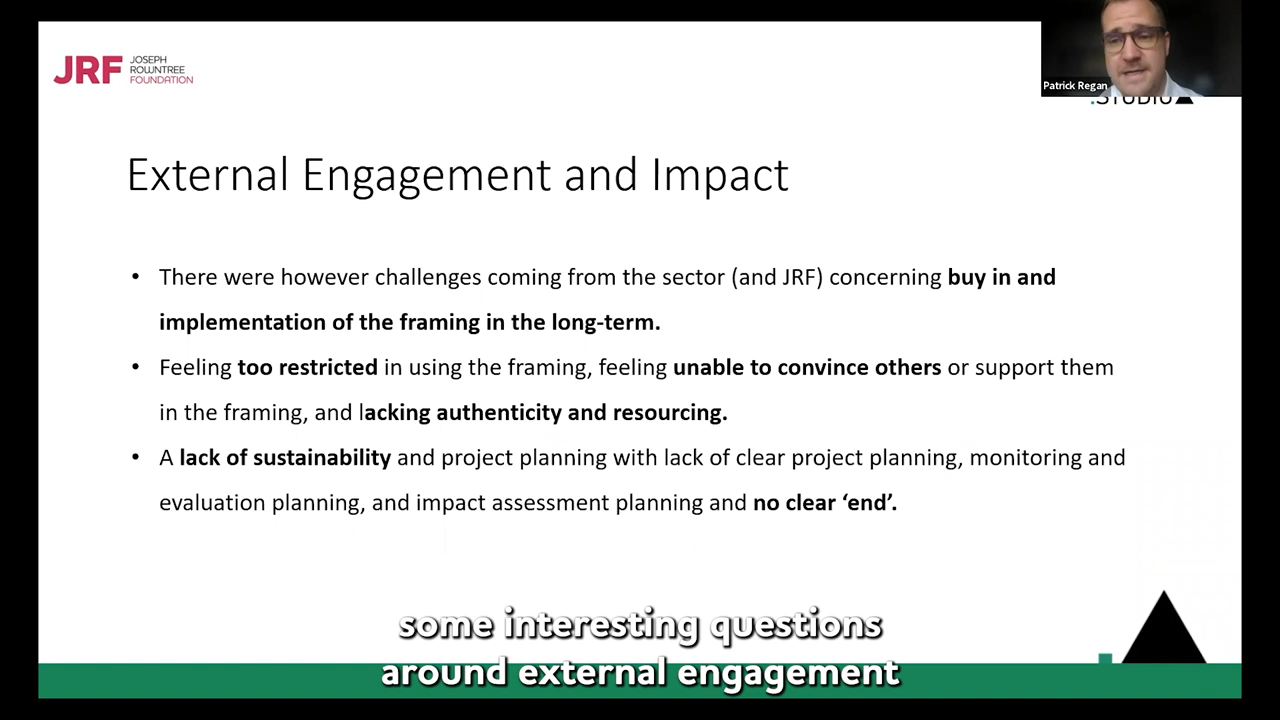 JRF JOSEPH
ROWNTREE
FOUNDATION
Patrick Regan
.STUDIO
External Engagement and Impact
• There were however challenges coming from the sector (and JRF) concerning buy in and
implementation of the framing in the long-term.
• Feeling too restricted in using the framing, feeling unable to convince others or support them
in the framing, and lacking authenticity and resourcing.
• A lack of sustainability and project planning with lack of clear project planning, monitoring and
evaluation planning, and impact assessment planning and no clear ‘end’.
some interesting questions
around external engagement